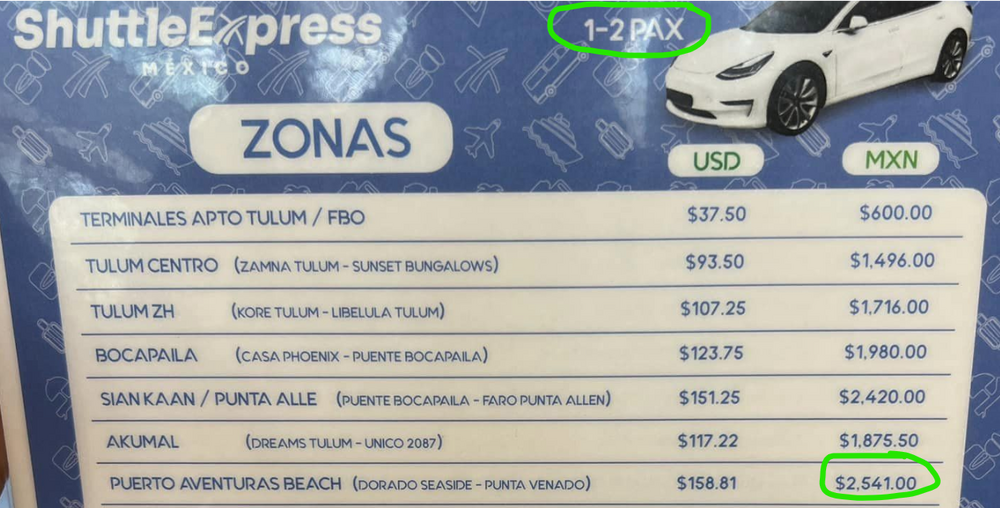 ShuttleExpress
MÉXICO
1-2 PAX
ZONAS
USD MXN
TERMINALES APTO TULUM / FBO $37.50 $600.00
TULUM CENTRO (ZAMNA TULUM - SUNSET BUNGALOWS) $93.50 $1,496.00
TULUM ZH (KORE TULUM - LIBELULA TULUM) $107.25 $1,716.00
BOCAPAILA (CASA PHOENIX - PUENTE BOCAPAILA) $123.75 $1,980.00
SIAN KAAN / PUNTA ALLE (PUENTE BOCAPAILA - FARO PUNTA ALLEN) $151.25 $2,420.00
AKUMAL (DREAMS TULUM - UNICO 2087) $117.22 $1,875.50
PUERTO AVENTURAS BEACH (DORADO SEASIDE - PUNTA VENADO) $158.81 $2,541.00